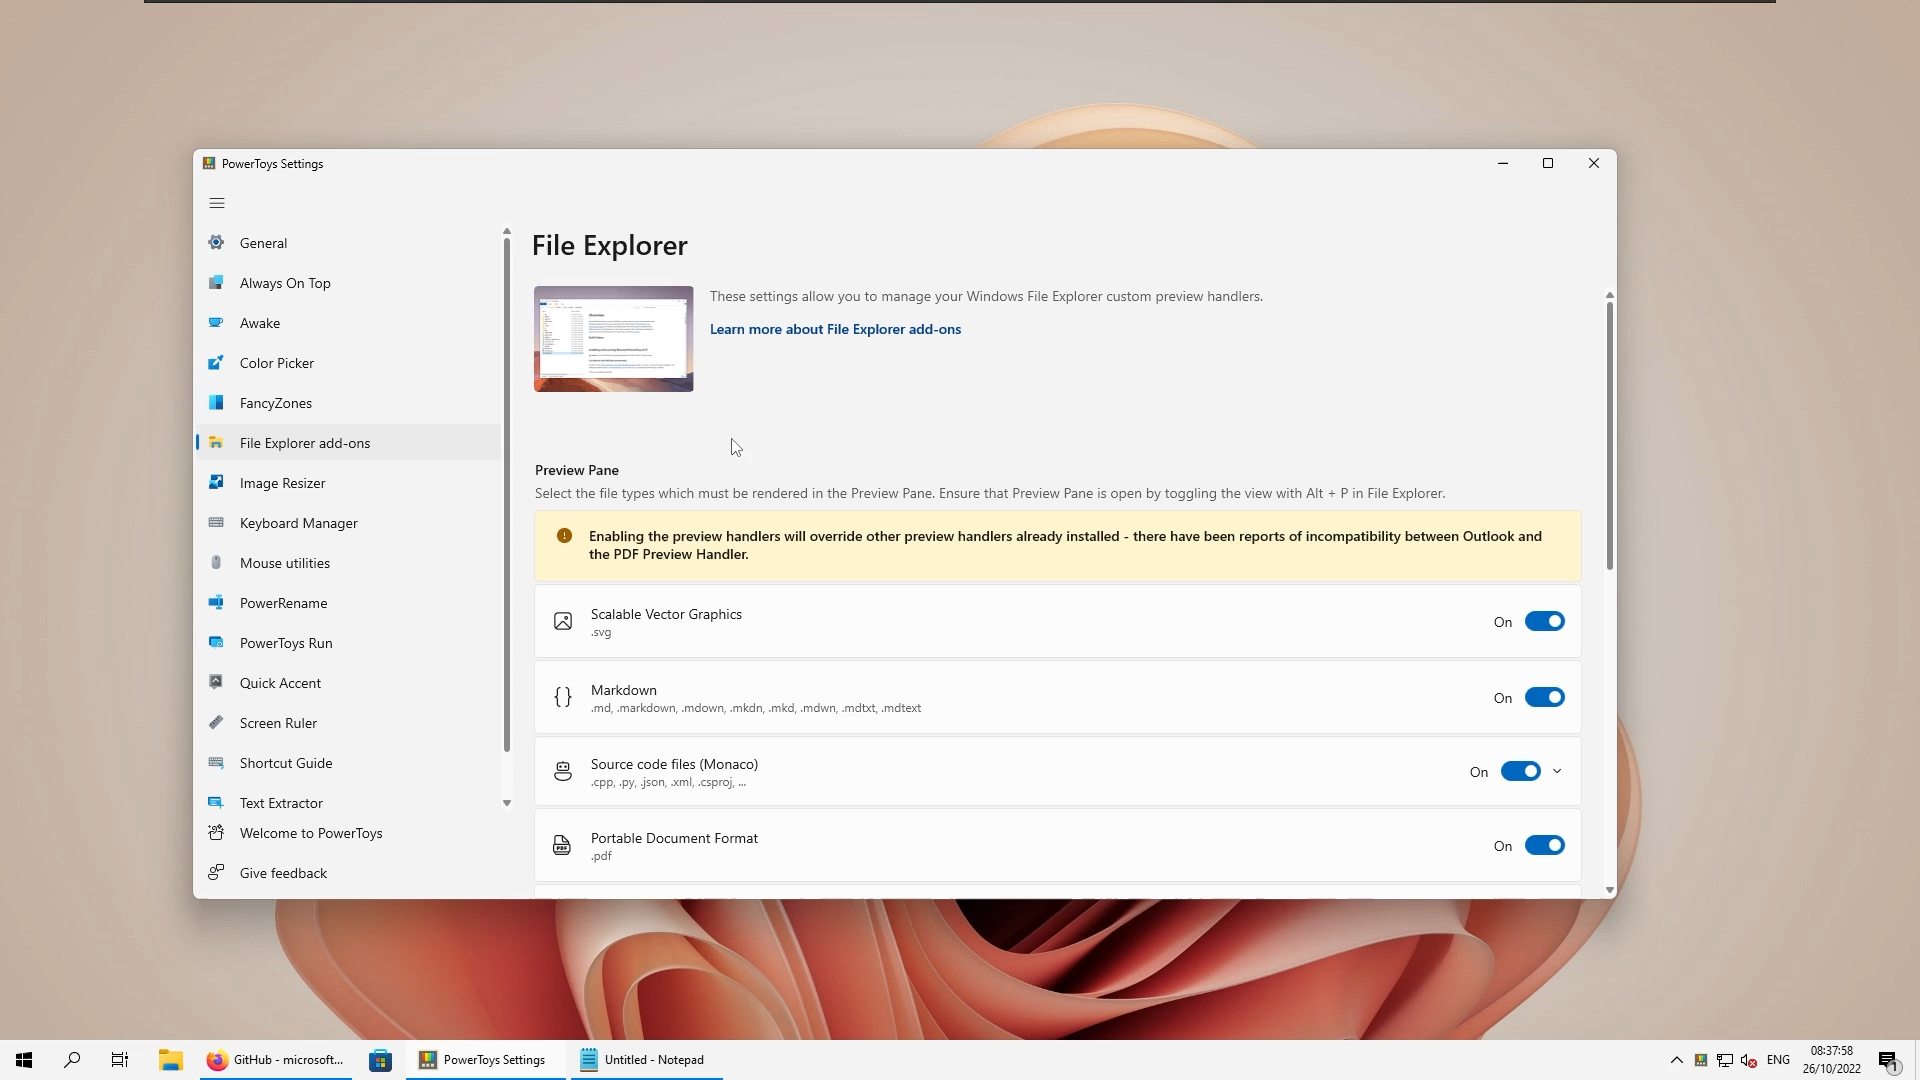 PowerToys Settings
General
Always On Top
Awake
Color Picker
FancyZones
File Explorer add-ons
Image Resizer
Keyboard Manager
Mouse utilities
PowerRename
PowerToys Run
Quick Accent
Screen Ruler
Shortcut Guide
Text Extractor
Welcome to PowerToys
Give feedback
File Explorer
These settings allow you to manage your Windows File Explorer custom preview handlers.
Learn more about File Explorer add-ons
Preview Pane
Select the file types which must be rendered in the Preview Pane. Ensure that Preview Pane is open by toggling the view with Alt + P in File Explorer.
Enabling the preview handlers will override other preview handlers already installed - there have been reports of incompatibility between Outlook and
the PDF Preview Handler.
Scalable Vector Graphics
.svg
On
Markdown
.md, .markdown, .mdown, .mkdn, .mkd, .mdwn, .mdtxt, .mdtext
On
Source code files (Monaco)
.cpp, .py, .json, .xml, .csproj, ...
On
Portable Document Format
.pdf
On
PDF
GitHub - microsoft...
PowerToys Settings
Untitled - Notepad
ENG
08:37:58
26/10/2022
1